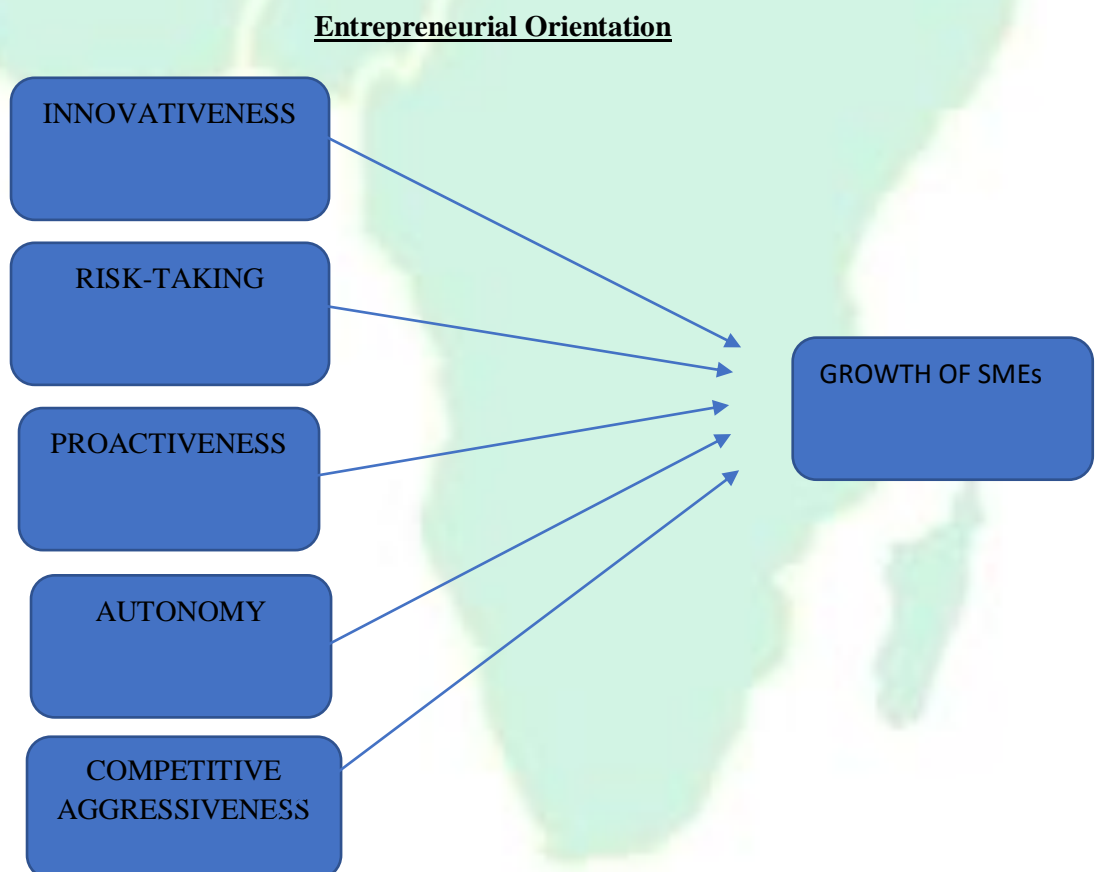 Entrepreneurial Orientation
INNOVATIVENESS
RISK-TAKING
GROWTH OF SMEs
PROACTIVENESS
AUTONOMY
COMPETITIVE
AGGRESSIVENESS